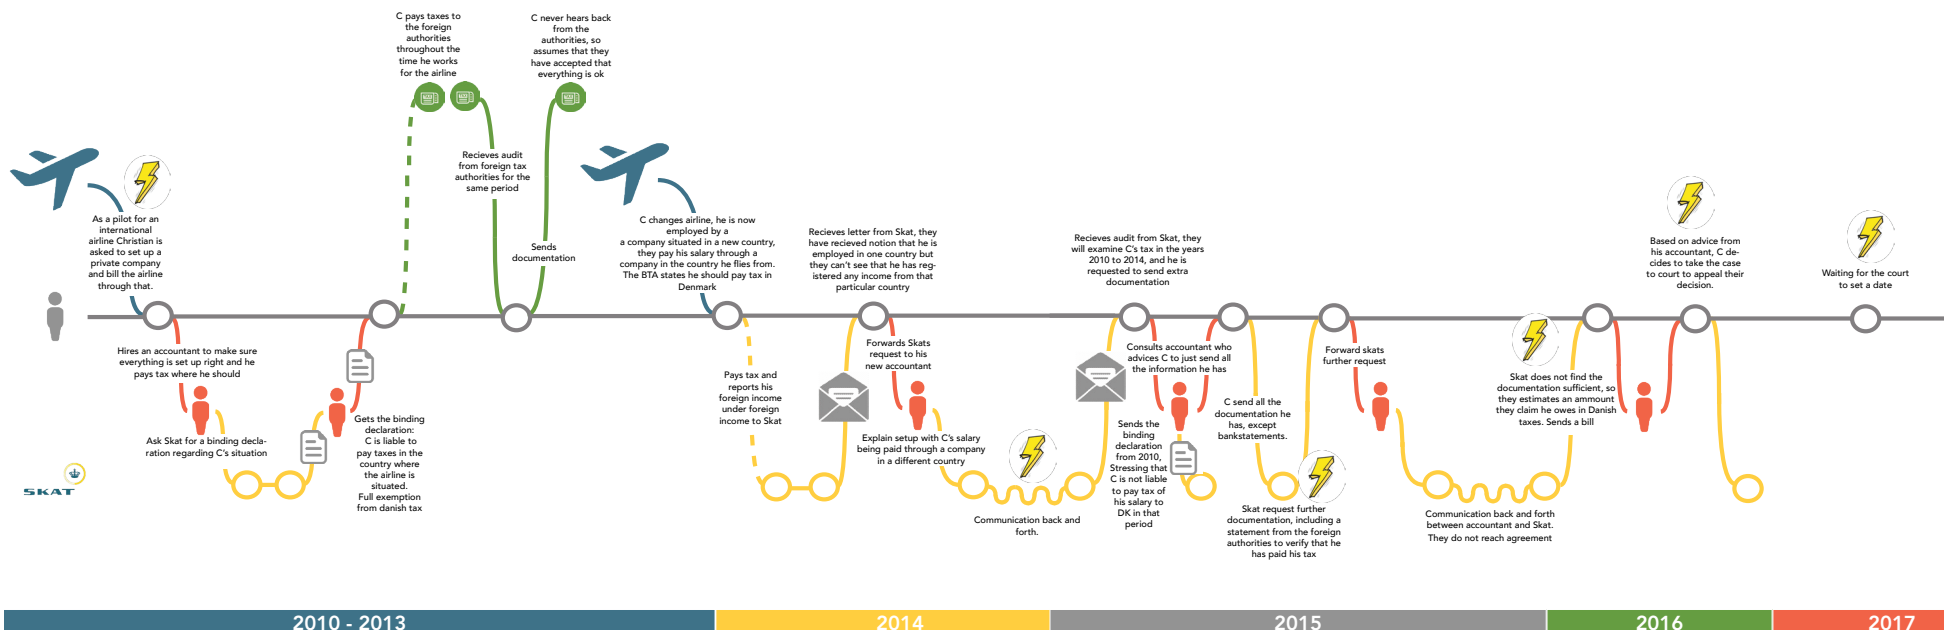 C pays taxes to
the foreign
authorities
throughout the
time he works
for the airline
C never hears back
from the
authorities, so
assumes that they
have accepted that
everything is ok
Recieves audit
from foreign tax
authorities for the
same period
Sends
documentation
As a pilot for an
international
airline Christian is
asked to set up a
private company
and bill the airline
through that.
C changes airline, he is now
employed by a
a company situated in a new country,
they pay his salary through a
company in the country he flies from.
The BTA states he should pay tax in
Denmark
Recieves letter from Skat, they
have recieved notion that he is
employed in one country but
they can't see that he has reg-
istered any income from that
particular country
Recieves audit from Skat, they
will examine C's tax in the years
2010 to 2014, and he is
requested to send extra
documentation
Based on advice from
his accountant, C de-
cides to take the case
to court to appeal their
decision.
Waiting for the court
to set a date
Hires an accountant to make sure
everything is set up right and he
pays tax where he should
Ask Skat for a binding decla-
ration regarding C's situation
Gets the binding
declaration:
C is liable to
pay taxes in the
country where
the airline is
situated.
Full exemption
from danish tax
Pays tax and
reports his
foreign income
under foreign
income to Skat
Forwards Skats
request to his
new accountant
Explain setup with C's salary
being paid through a company
in a different country
Communication back and
forth.
Consults accountant who
advices C to just send all
the information he has
Sends the
binding
declaration
from 2010,
Stressing that
C is not liable
to pay tax of
his salary to
DK in that
period
C send all the
documentation he
has, except
bankstatements.
Skat request further
documentation, including a
statement from the foreign
authorities to verify that he
has paid his tax
Forward skats
further request
Communication back and forth
between accountant and Skat.
They do not reach agreement
Skat does not find the
documentation sufficient, so
they estimates an ammount
they claim he owes in Danish
taxes. Sends a bill
SKAT
2010 - 2013
2014
2015
2016
2017